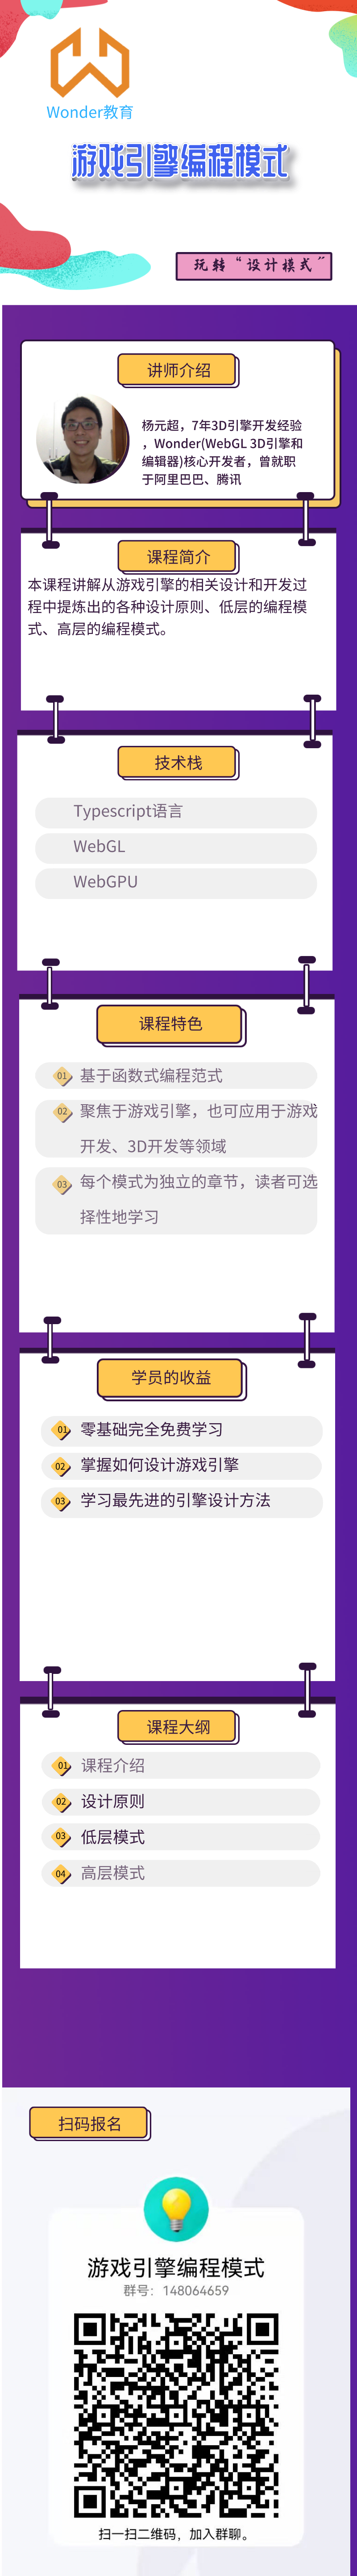 Wonder教育
游戏引擎编程模式
玩转“设计模式”
讲师介绍
杨元超，7年3D引擎开发经验
，Wonder(WebGL 3D引擎和
编辑器)核心开发者，曾就职
于阿里巴巴、腾讯
课程简介
本课程讲解从游戏引擎的相关设计和开发过
程中提炼出的各种设计原则、低层的编程模
式、高层的编程模式。
技术栈
Typescript语言
WebGL
WebGPU
课程特色
01 基于函数式编程范式
02 聚焦于游戏引擎，也可应用于游戏
开发、3D开发等领域
03 每个模式为独立的章节，读者可选
择性地学习
学员的收益
01 零基础完全免费学习
02 掌握如何设计游戏引擎
03 学习最先进的引擎设计方法
课程大纲
01 课程介绍
02 设计原则
03 低层模式
04 高层模式
扫码报名
游戏引擎编程模式
群号：148064659
扫一扫二维码，加入群聊。